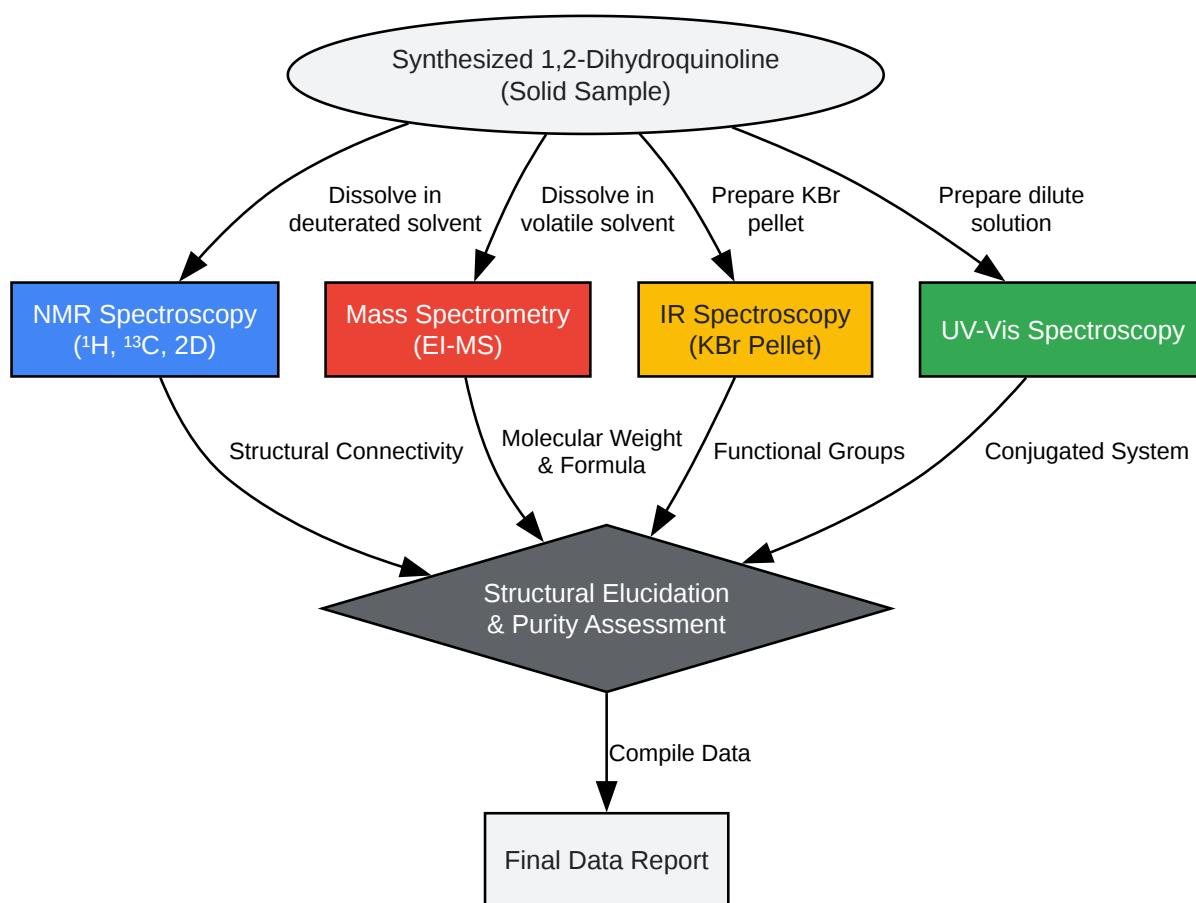 Synthesized 1,2-Dihydroquinoline
(Solid Sample)
Dissolve in
deuterated solvent
Dissolve in
volatile solvent
Prepare KBr
pellet
Prepare dilute
solution
NMR Spectroscopy
(¹H, ¹³C, 2D)
Mass Spectrometry
(EI-MS)
IR Spectroscopy
(KBr Pellet)
UV-Vis Spectroscopy
Structural Connectivity
Molecular Weight
& Formula
Functional Groups
Conjugated System
Structural Elucidation
& Purity Assessment
Compile Data
Final Data Report